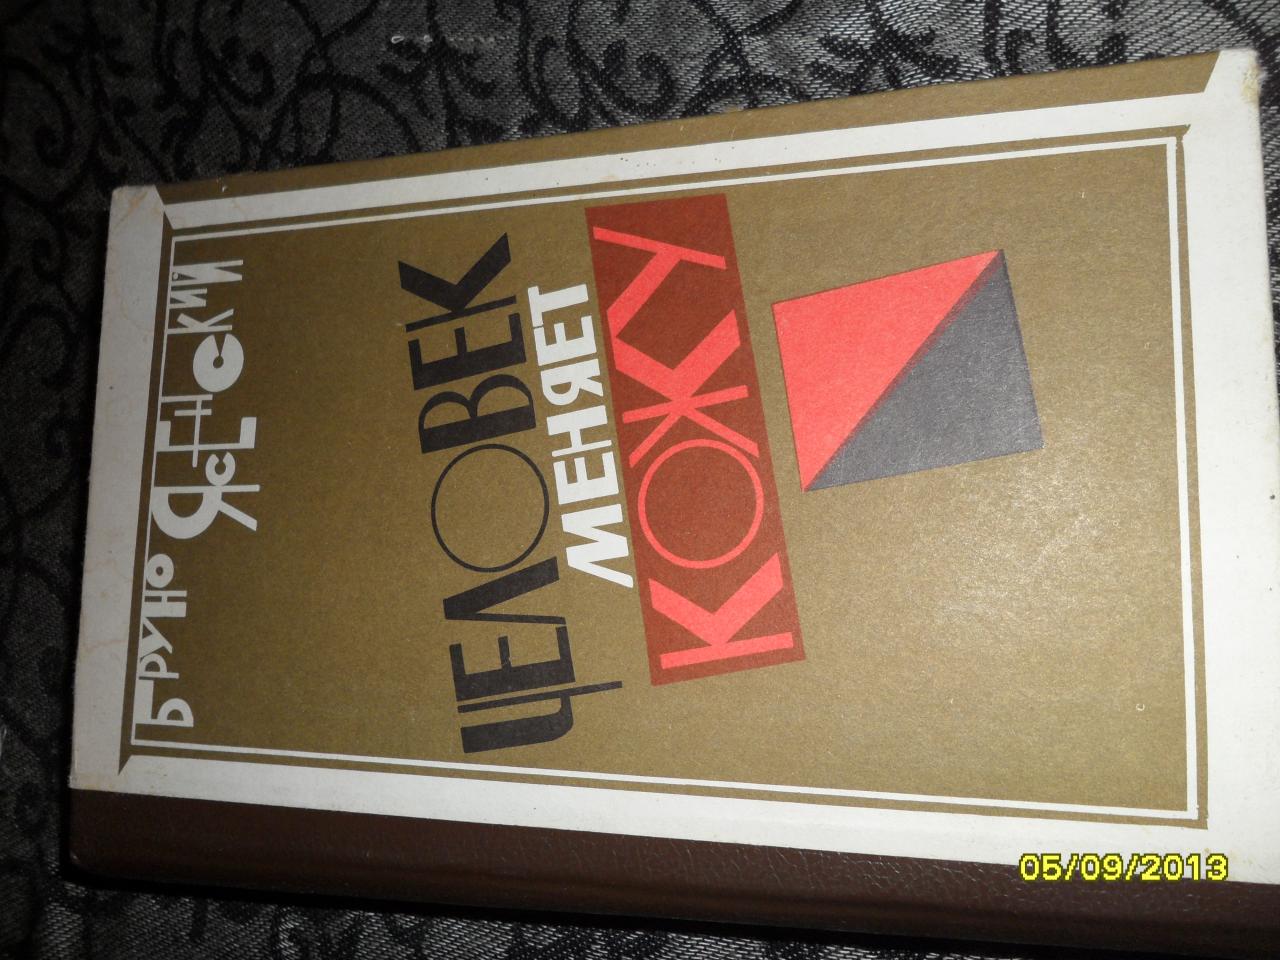 Бруно Ясенский
ЧЕЛОВЕК
МЕНЯЕТ
КОЖУ
05/09/2013